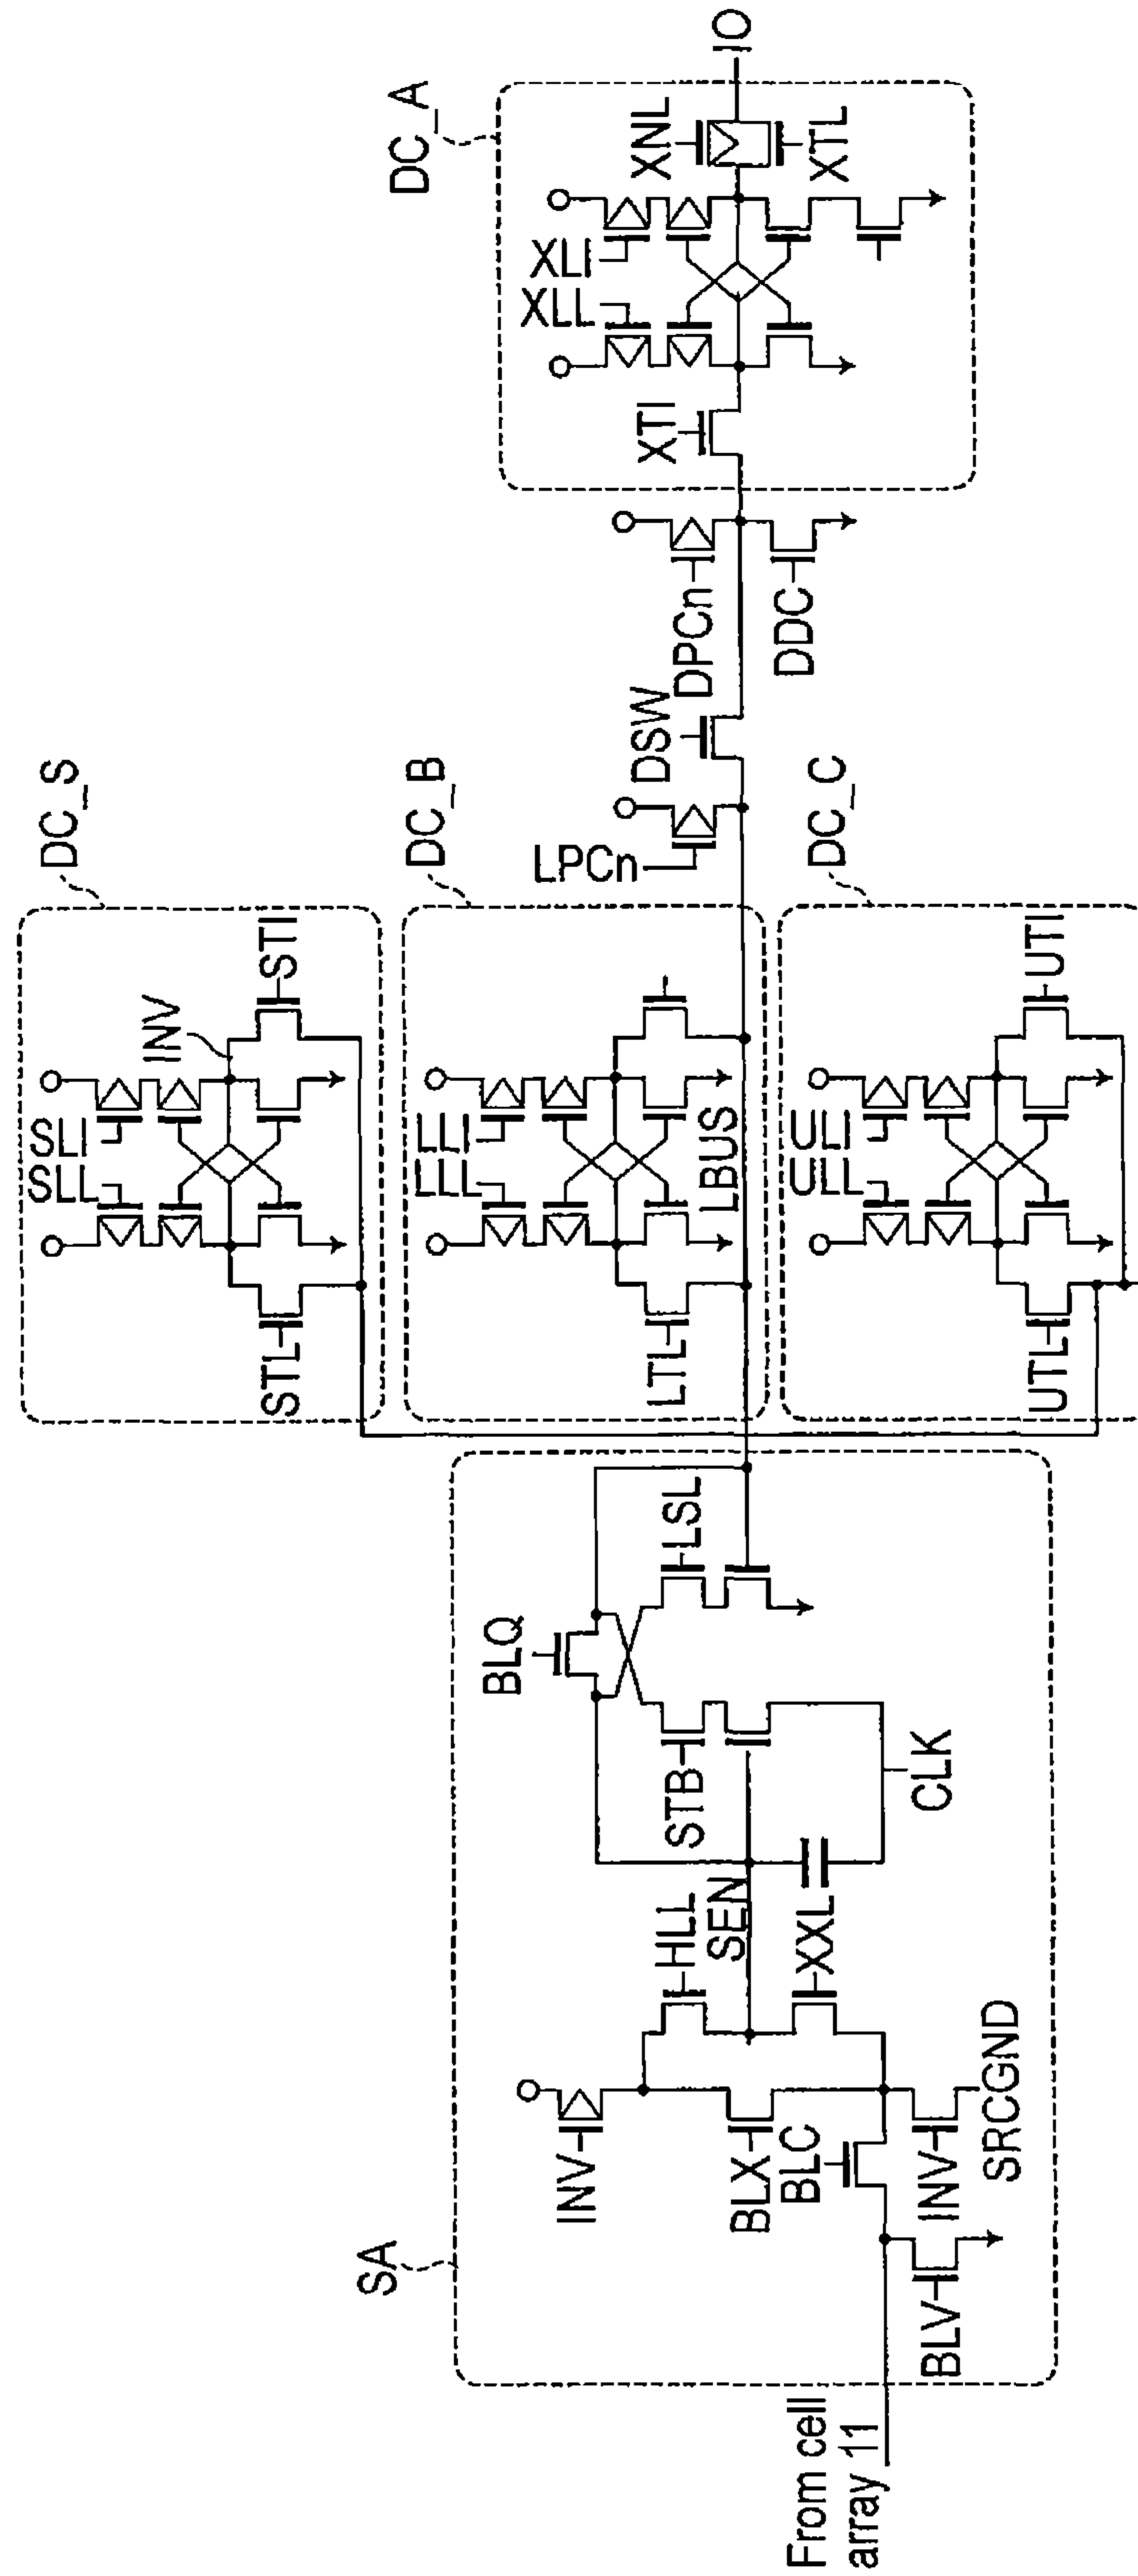 DC_A
IO
XNL
XTL
XLI
XLL
XTI
DPCn
DDC
DSW
LPCn
DC_S
INV
STI
SLI
SLL
STL
DC_B
LLI
LLL
LTL
LBUS
DC_C
UTI
ULI
ULL
UTL
SA
BLQ
LSL
STB
CLK
HLL
SEN
XXL
INV
BLX
BLC
INV
SRCGND
BLV
From cell
array 11